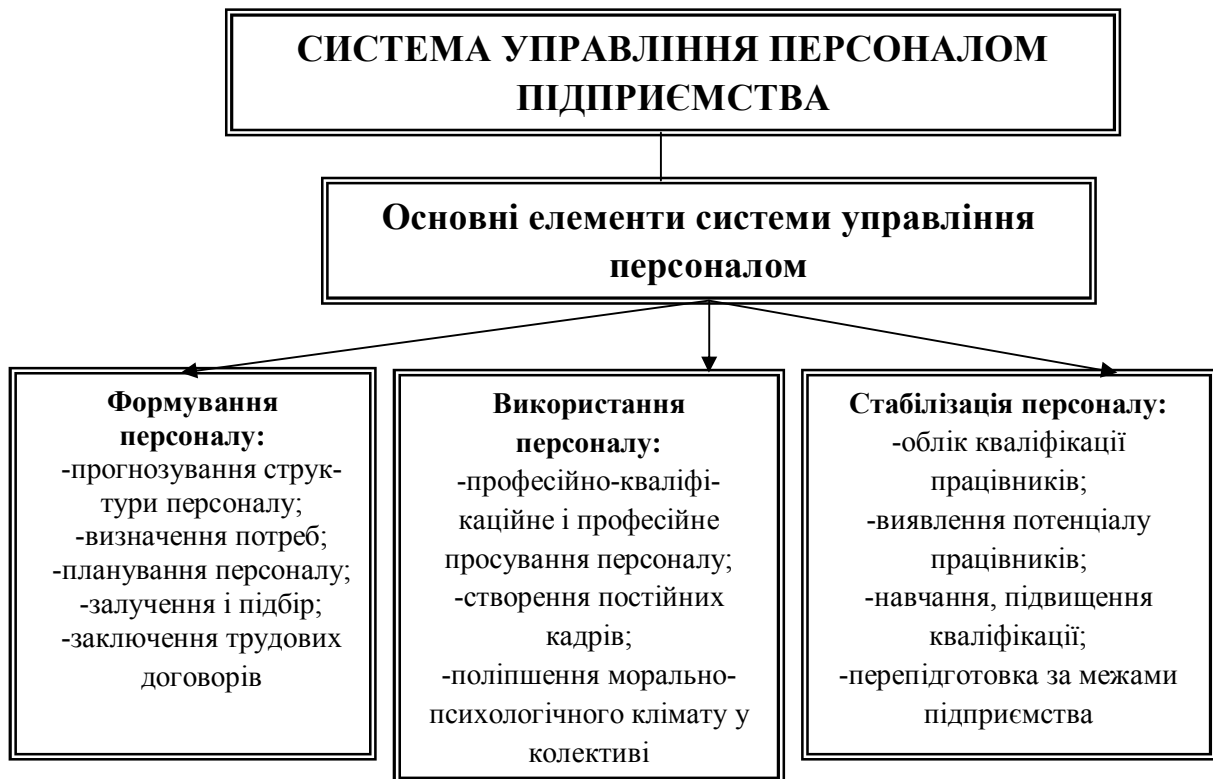 СИСТЕМА УПРАВЛІННЯ ПЕРСОНАЛОМ
ПІДПРИЄМСТВА
Основні елементи системи управління
персоналом
Формування
персоналу:
-прогнозування струк-
тури персоналу;
-визначення потреб;
-планування персоналу;
-залучення і підбір;
-заключення трудових
договорів
Використання
персоналу:
-професійно-кваліфі-
каційне і професійне
просування персоналу;
-створення постійних
кадрів;
-поліпшення морально-
психологічного клімату у
колективі
Стабілізація персоналу:
-облік кваліфікації
працівників;
-виявлення потенціалу
працівників;
-навчання, підвищення
кваліфікації;
-перепідготовка за межами
підприємства